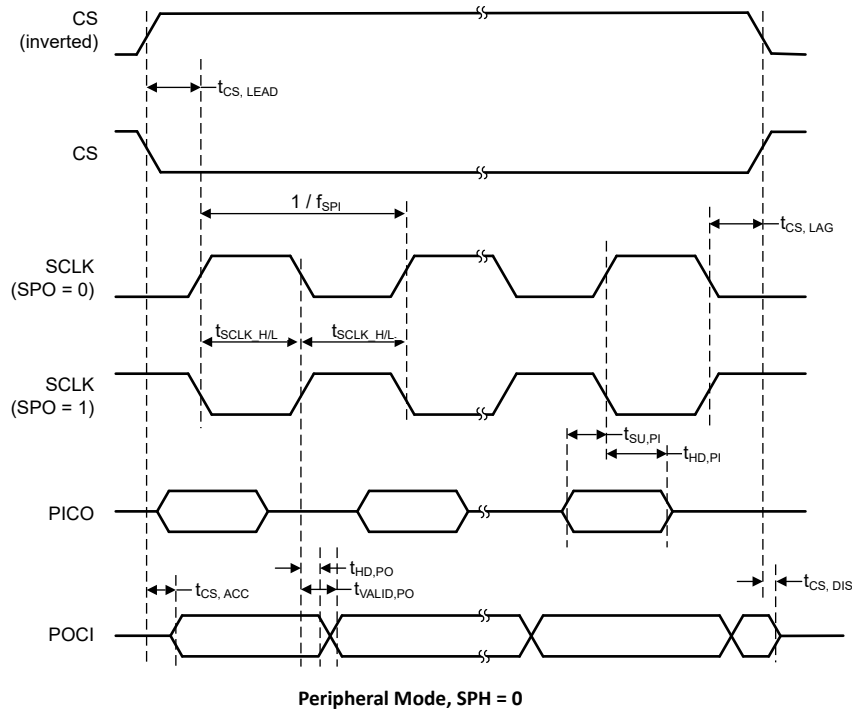 CS
(inverted)
tCS, LEAD
CS
1 / fSPI
tCS, LAG
SCLK
(SPO = 0)
tSCLK_H/L
tSCLK_H/L.
SCLK
(SPO = 1)
tSU,PI
tHD,PI
PICO
tHD,PO
tCS, ACC
tVALID,PO
tCS, DIS
POCI
Peripheral Mode, SPH = 0